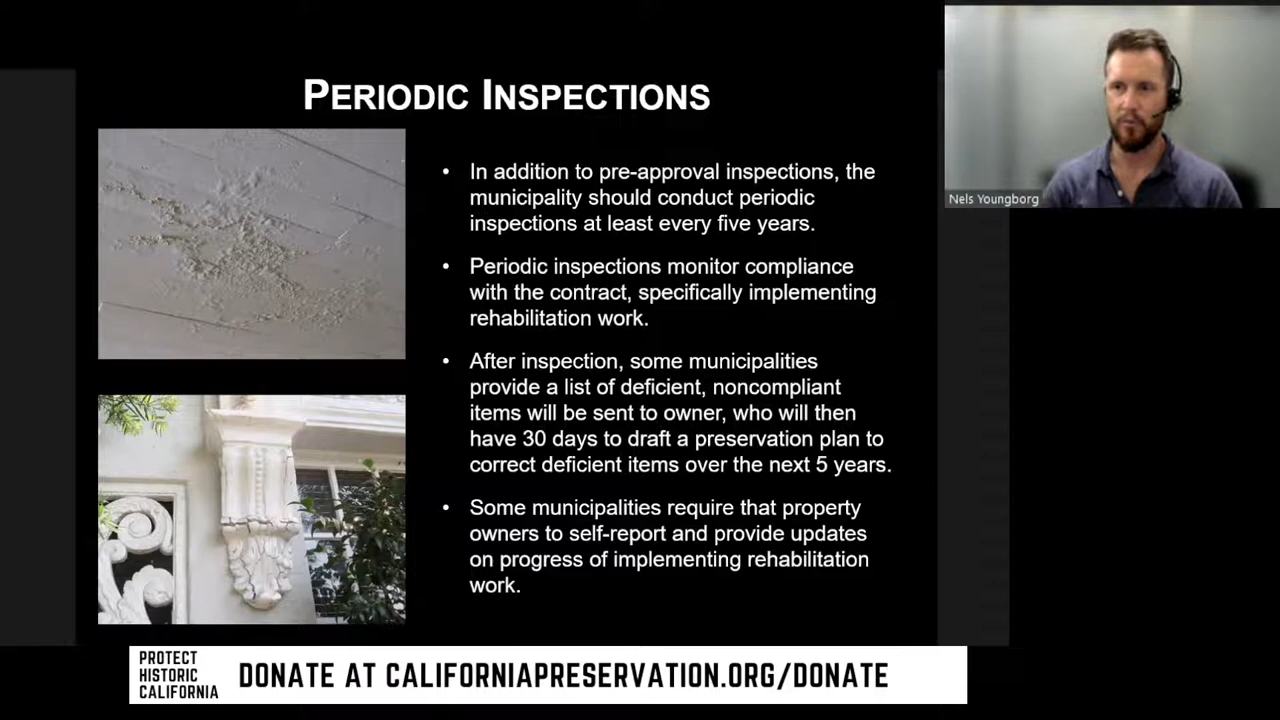 PERIODIC INSPECTIONS
• In addition to pre-approval inspections, the
municipality should conduct periodic
inspections at least every five years.
• Periodic inspections monitor compliance
with the contract, specifically implementing
rehabilitation work.
• After inspection, some municipalities
provide a list of deficient, noncompliant
items will be sent to owner, who will then
have 30 days to draft a preservation plan to
correct deficient items over the next 5 years.
• Some municipalities require that property
owners to self-report and provide updates
on progress of implementing rehabilitation
work.
Nels Youngborg
PROTECT
HISTORIC
CALIFORNIA
DONATE AT CALIFORNIAPRESERVATION.ORG/DONATE